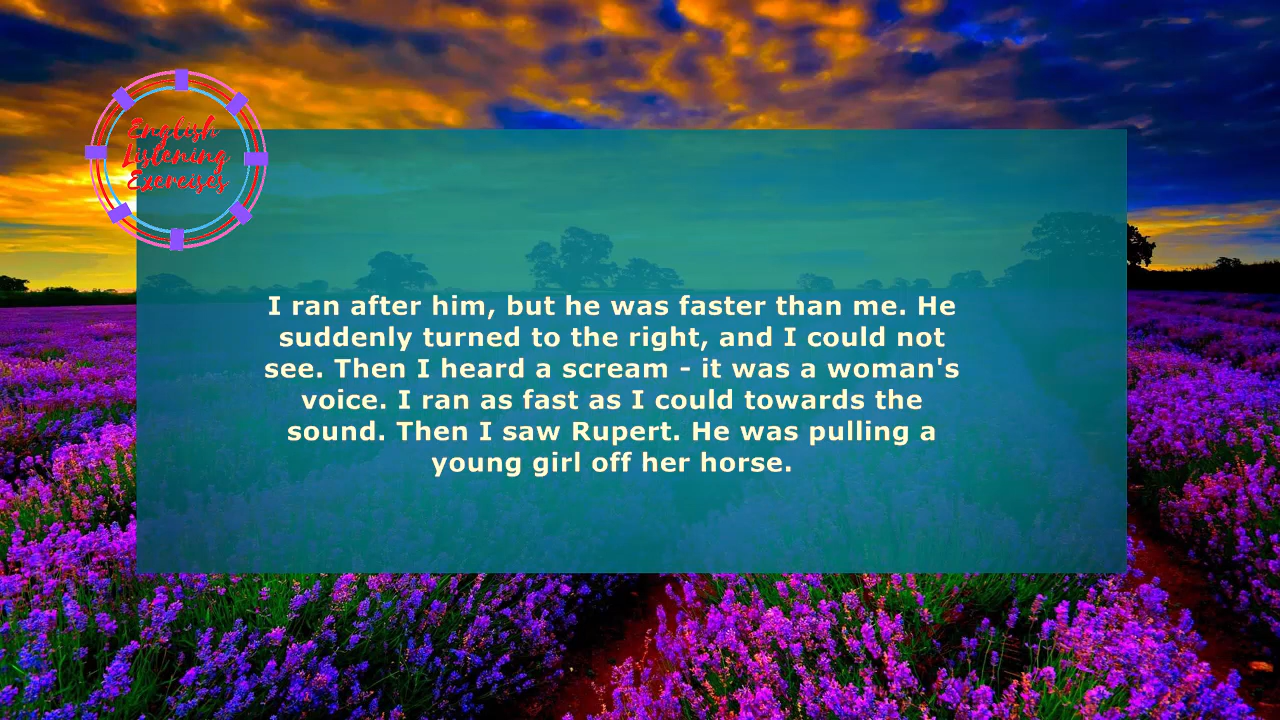 English
Listening
Exercises
I ran after him, but he was faster than me. He
suddenly turned to the right, and I could not
see. Then I heard a scream - it was a woman's
voice. I ran as fast as I could towards the
sound. Then I saw Rupert. He was pulling a
young girl off her horse.